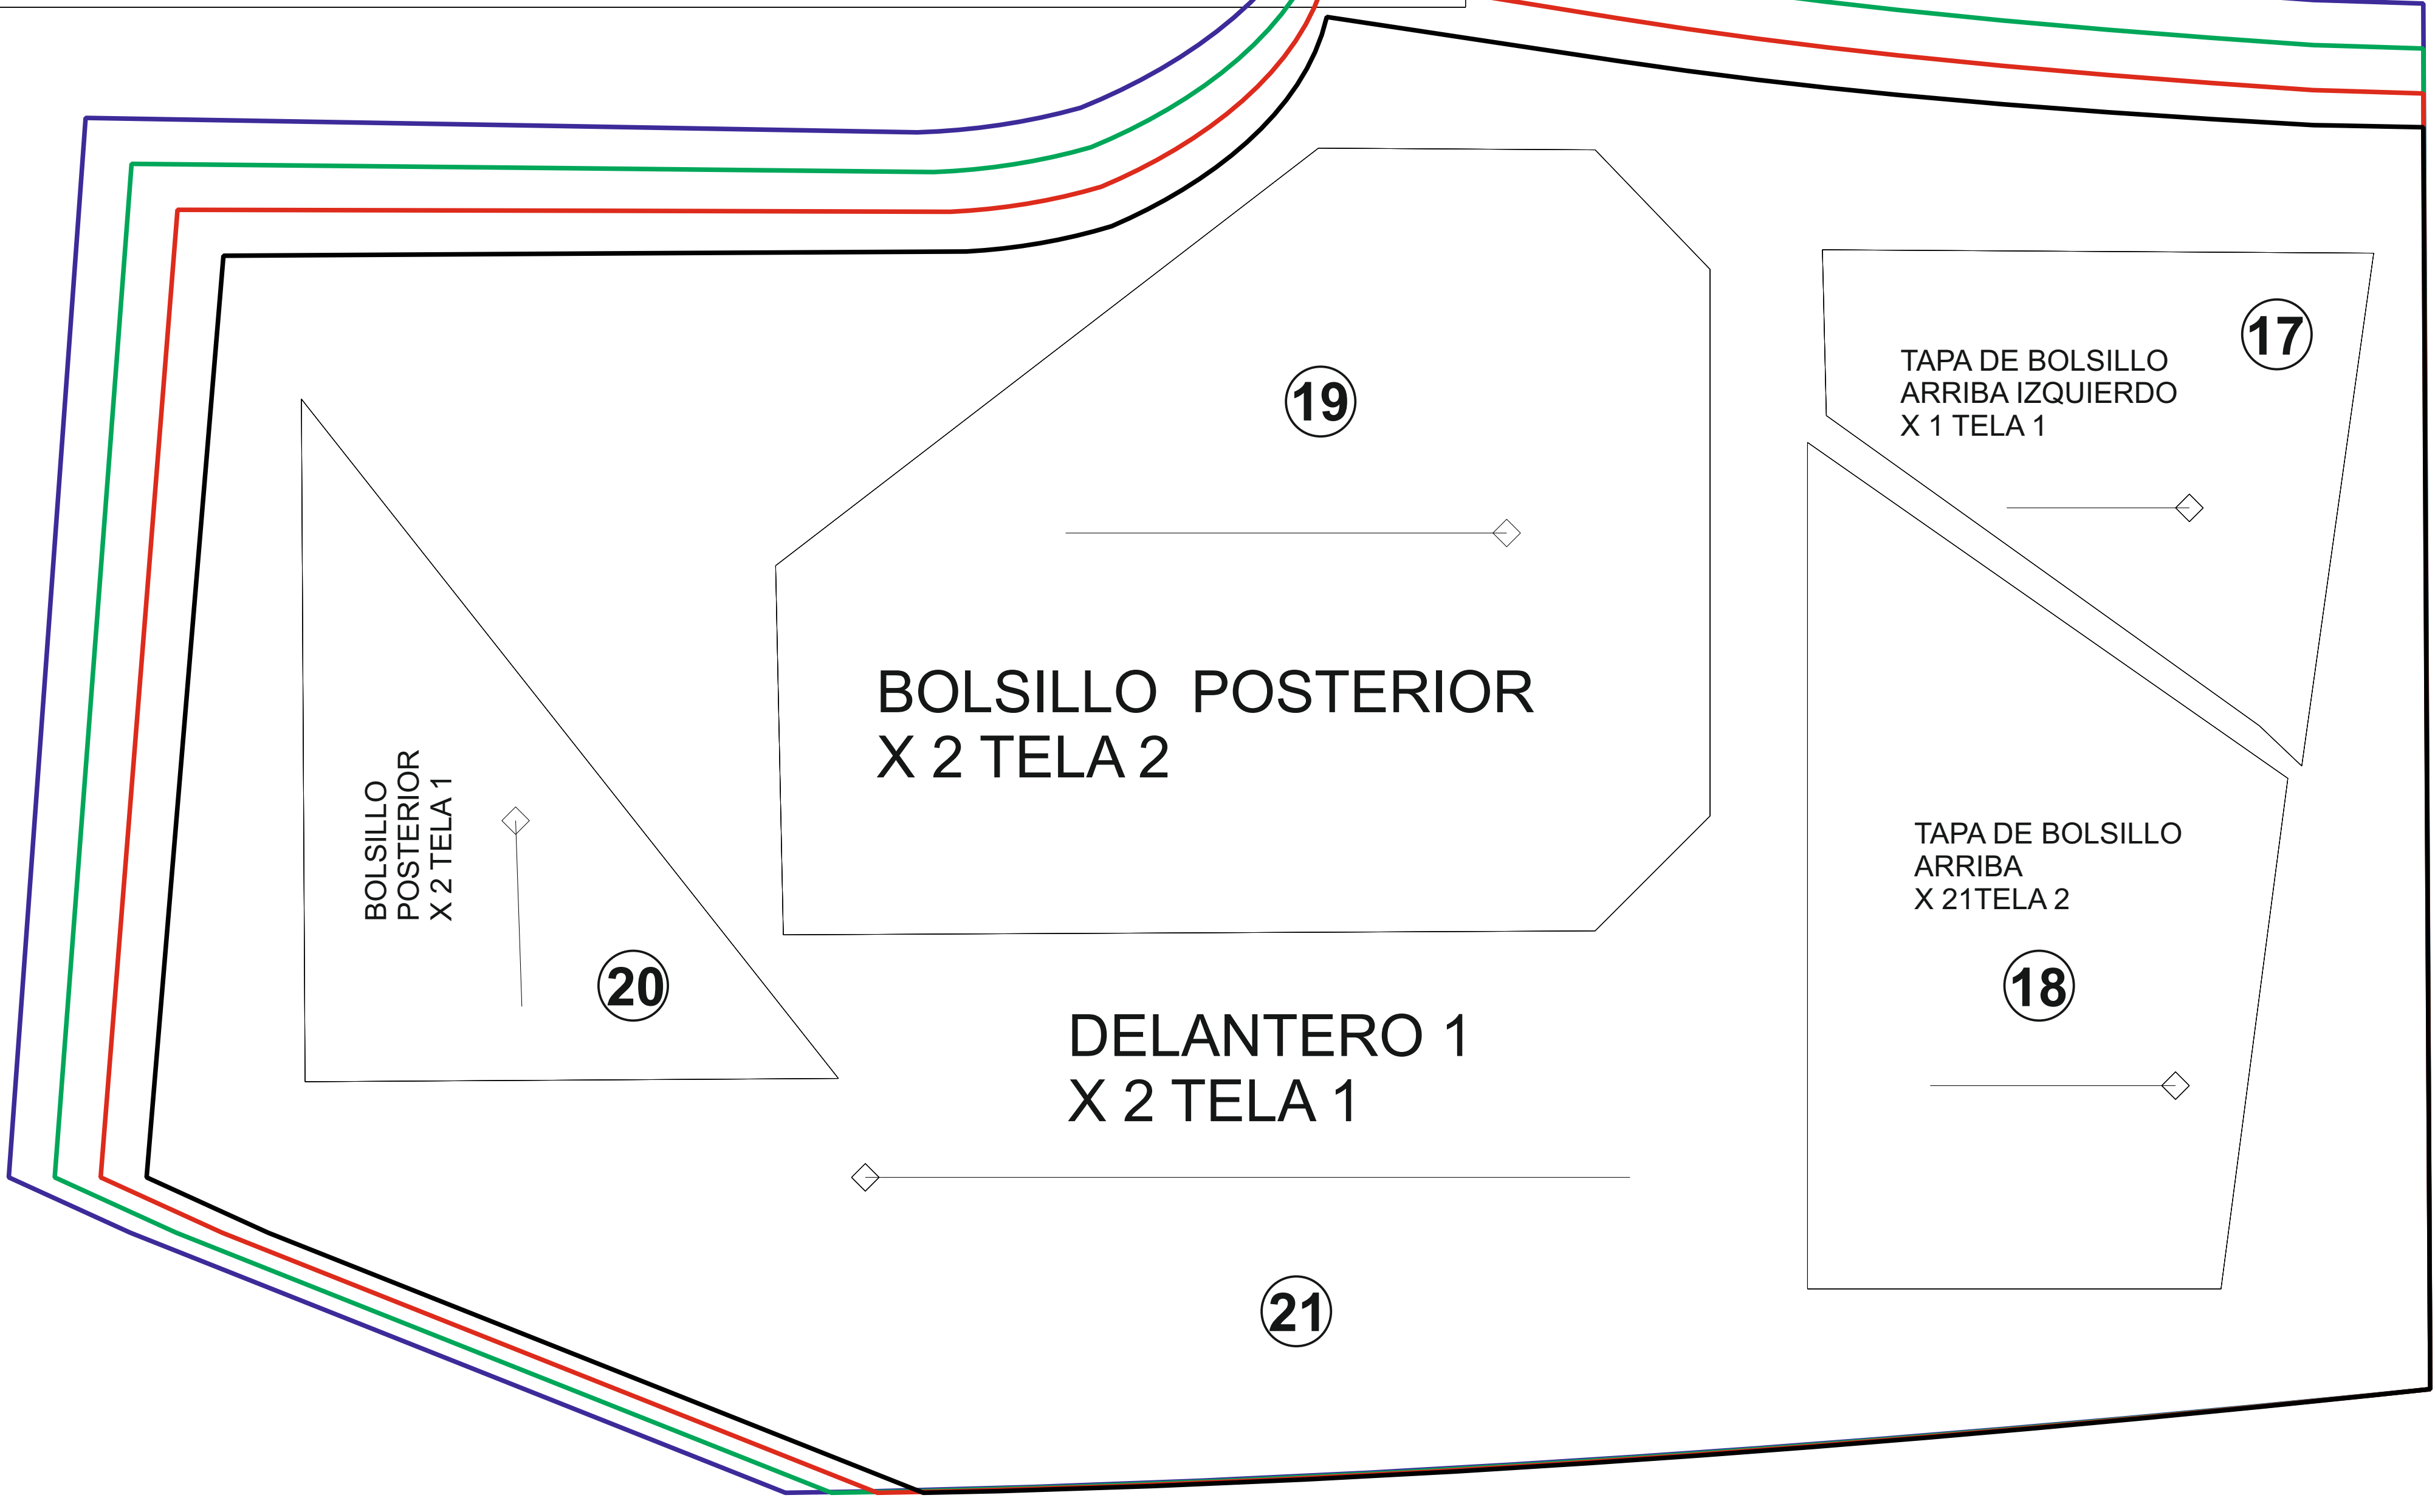 17
TAPA DE BOLSILLO
ARRIBA IZQUIERDO
X 1 TELA 1
19
BOLSILLO  POSTERIOR
X 2 TELA 2
BOLSILLO
POSTERIOR
X 2 TELA 1
20
TAPA DE BOLSILLO
ARRIBA
X 21TELA 2
18
DELANTERO 1
X 2 TELA 1
21